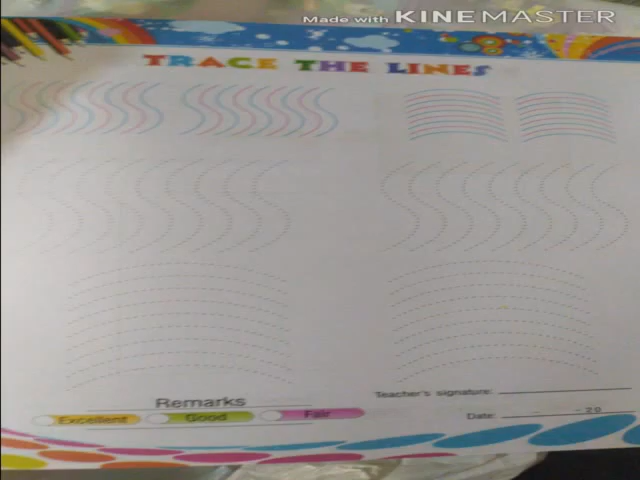 Made with KINEMASTER
TRACE THE LINES
Remarks
Excellent Good Fair
Teacher's signature:
Date: - -20